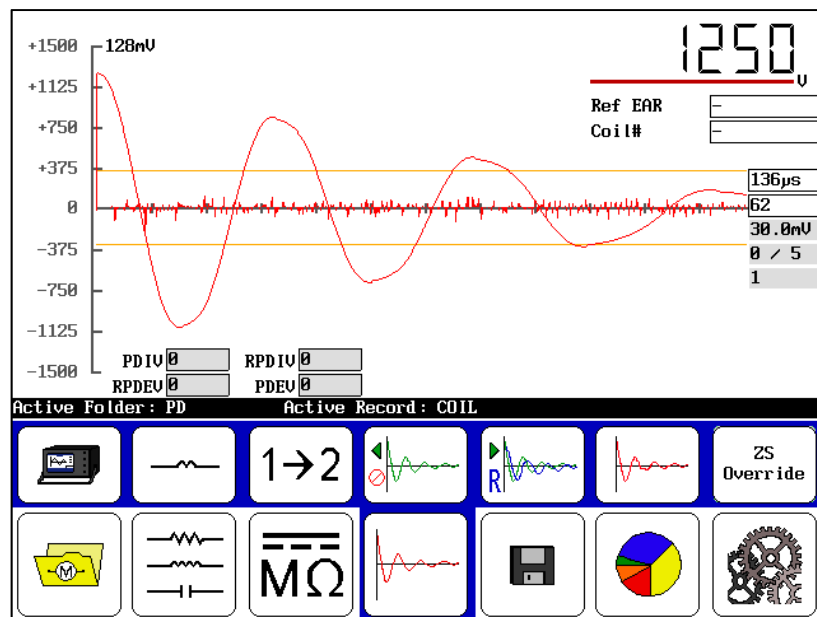 +1500
128mV
1250
V
+1125
Ref EAR -
Coil# -
+750
+375
136µs
0
62
30.0mV
-375
0 / 5
-750
1
-1125
PDIV 0 RPDIV 0
-1500
RPDEV 0 PDEV 0
Active Folder: PD Active Record: COIL
1→2
R
ZS
Override
M
MΩ